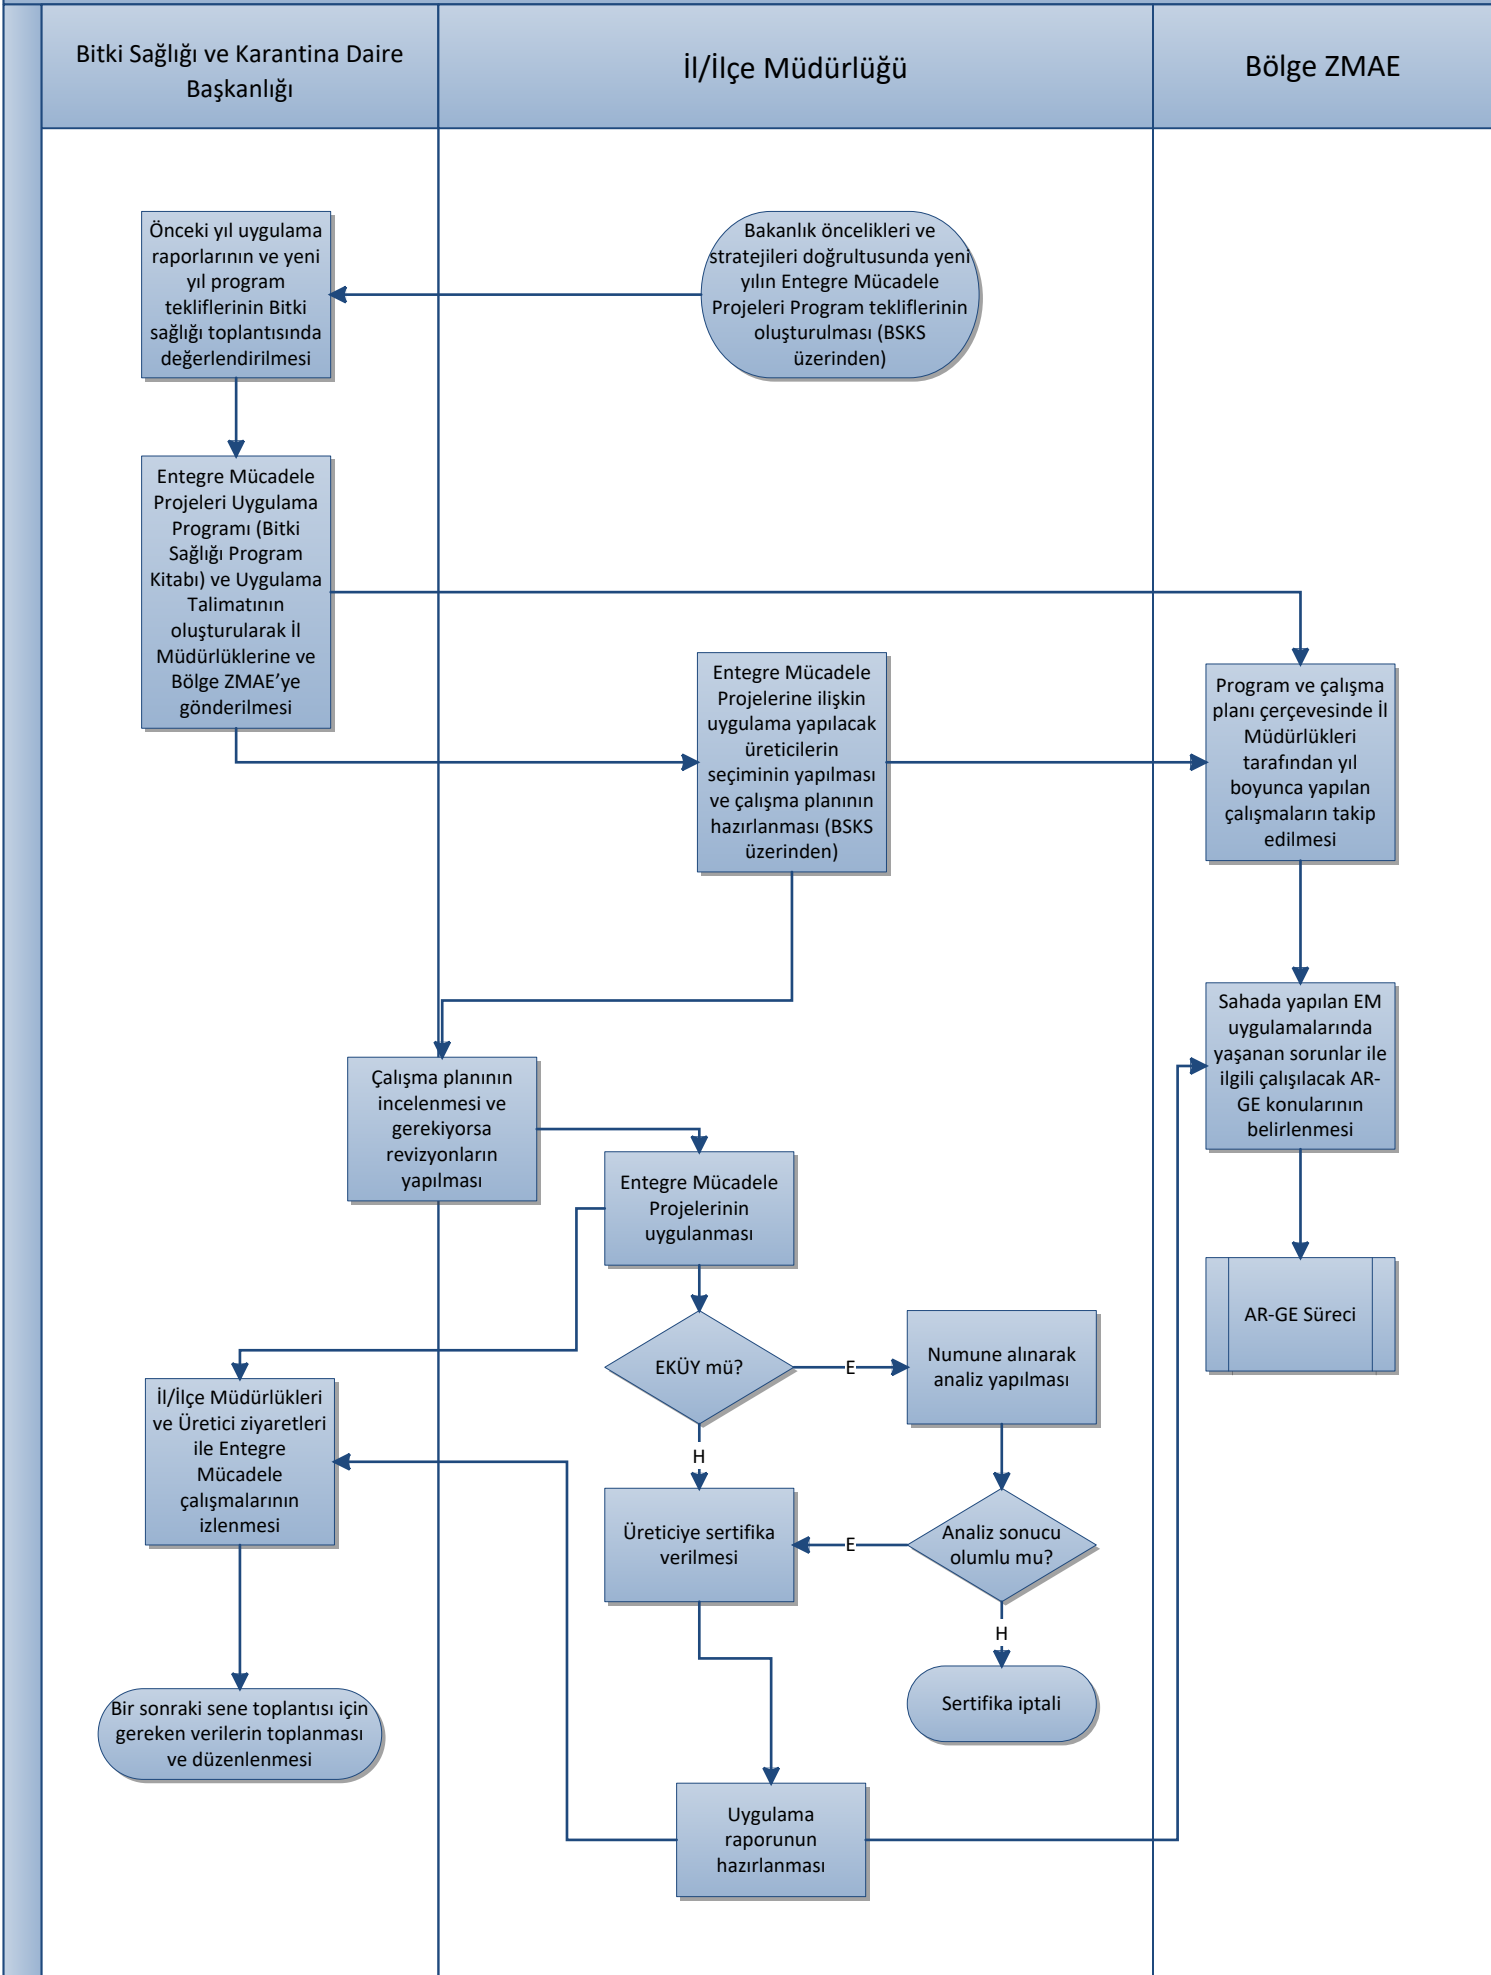 Bitki Sağlığı ve Karantina Daire
Başkanlığı
İl/İlçe Müdürlüğü
Bölge ZMAE
Önceki yıl uygulama
raporlarının ve yeni
yıl program
tekliflerinin Bitki
sağlığı toplantısında
değerlendirilmesi
Bakanlık öncelikleri ve
stratejileri doğrultusunda yeni
yılın Entegre Mücadele
Projeleri Program tekliflerinin
oluşturulması (BSKS
üzerinden)
Entegre Mücadele
Projeleri Uygulama
Programı (Bitki
Sağlığı Program
Kitabı) ve Uygulama
Talimatının
oluşturularak İl
Müdürlüklerine ve
Bölge ZMAE’ye
gönderilmesi
Entegre Mücadele
Projelerine ilişkin
uygulama yapılacak
üreticilerin
seçiminin yapılması
ve çalışma planının
hazırlanması (BSKS
üzerinden)
Program ve çalışma
planı çerçevesinde İl
Müdürlükleri
tarafından yıl
boyunca yapılan
çalışmaların takip
edilmesi
Sahada yapılan EM
uygulamalarında
yaşanan sorunlar ile
ilgili çalışılacak AR-
GE konularının
belirlenmesi
Çalışma planının
incelenmesi ve
gerekiyorsa
revizyonların
yapılması
Entegre Mücadele
Projelerinin
uygulanması
AR-GE Süreci
EKÜY mü?
E
Numune alınarak
analiz yapılması
H
İl/İlçe Müdürlükleri
ve Üretici ziyaretleri
ile Entegre
Mücadele
çalışmalarının
izlenmesi
Üreticiye sertifika
verilmesi
E
Analiz sonucu
olumlu mu?
H
Sertifika iptali
Bir sonraki sene toplantısı için
gereken verilerin toplanması
ve düzenlenmesi
Uygulama
raporunun
hazırlanması